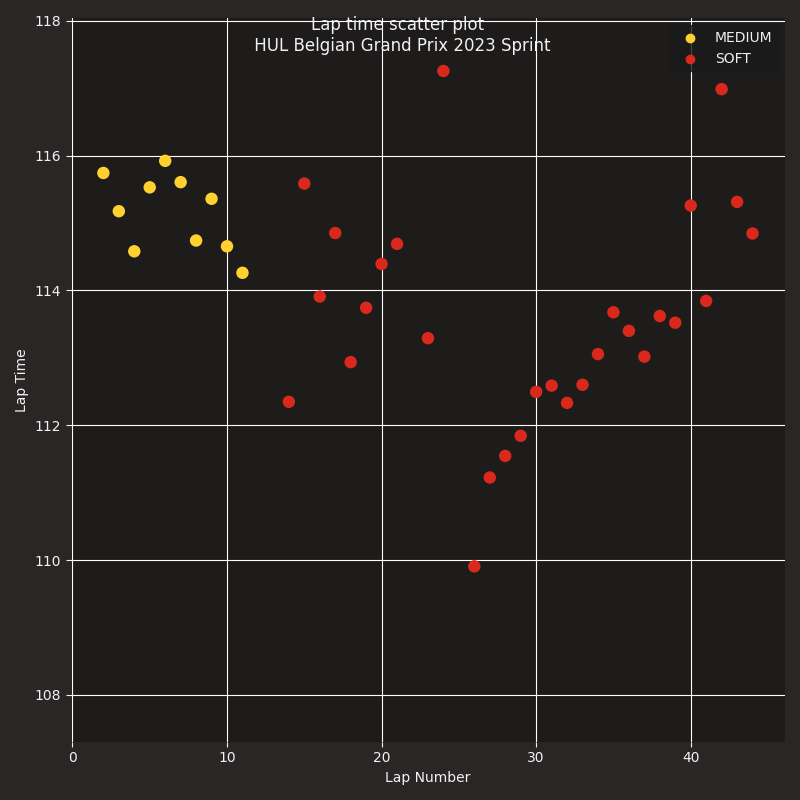 Lap time scatter plot
HUL Belgian Grand Prix 2023 Sprint
MEDIUM
SOFT
118
116
114
112
110
108
Lap Time
0 10 20 30 40
Lap Number